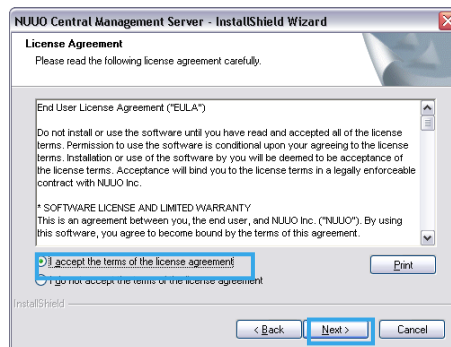 NUUO Central Management Server - InstallShield Wizard
License Agreement
Please read the following license agreement carefully.
End User License Agreement ("EULA")
Do not install or use the software until you have read and accepted all of the license
terms. Permission to use the software is conditional upon your agreeing to the license
terms. Installation or use of the software by you will be deemed to be acceptance of
the license terms. Acceptance will bind you to the license terms in a legally enforceable
contract with NUUO Inc.
* SOFTWARE LICENSE AND LIMITED WARRANTY
This is an agreement between you, the end user, and NUUO Inc. ("NUUO"). By using
this software, you agree to become bound by the terms of this agreement.
I accept the terms of the license agreement
Print
I do not accept the terms of the license agreement
InstallShield
< Back
Next >
Cancel